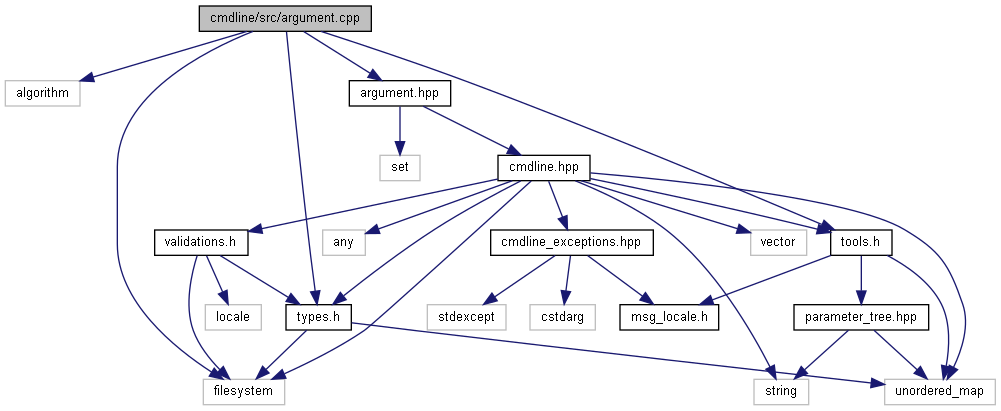 cmdline/src/argument.cpp
algorithm
argument.hpp
set
cmdline.hpp
validations.h
any
cmdline_exceptions.hpp
vector
tools.h
locale
types.h
stdexcept
cstdarg
msg_locale.h
parameter_tree.hpp
filesystem
string
unordered_map